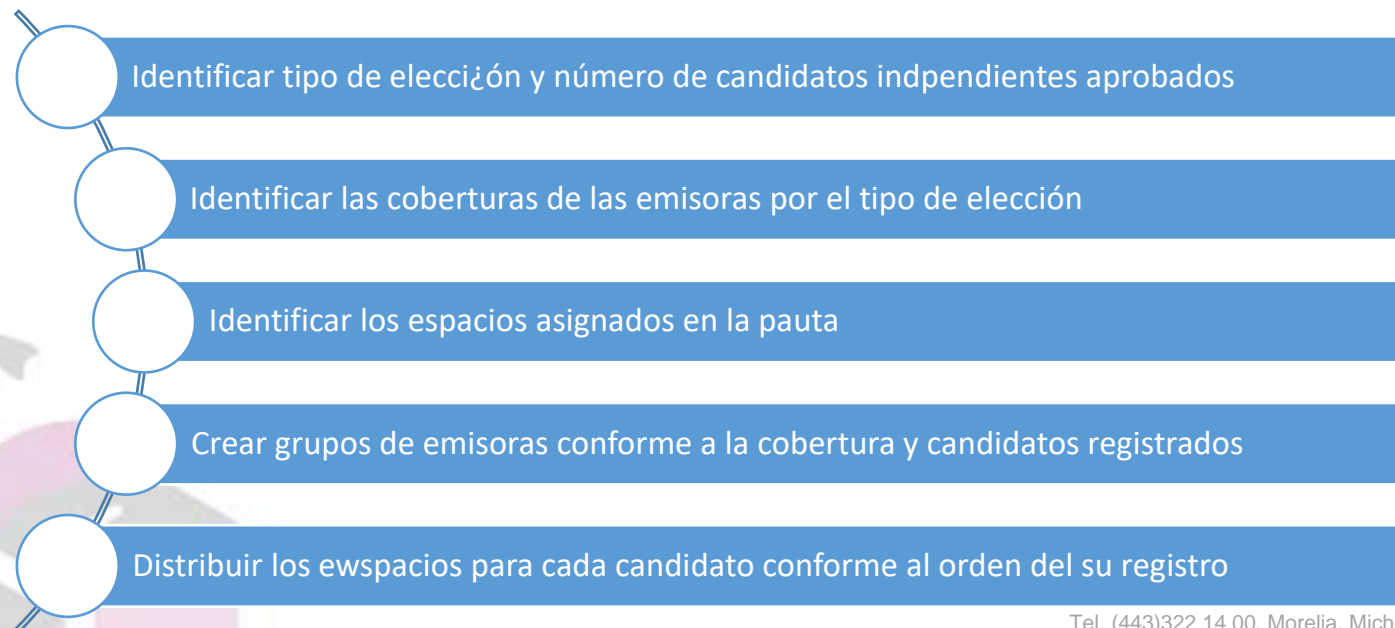 Identificar tipo de elecci¿ón y número de candidatos indpendientes aprobados
Identificar las coberturas de las emisoras por el tipo de elección
Identificar los espacios asignados en la pauta
Crear grupos de emisoras conforme a la cobertura y candidatos registrados
Distribuir los ewspacios para cada candidato conforme al orden del su registro
Tel. (443)322 14 00, Morelia, Mich